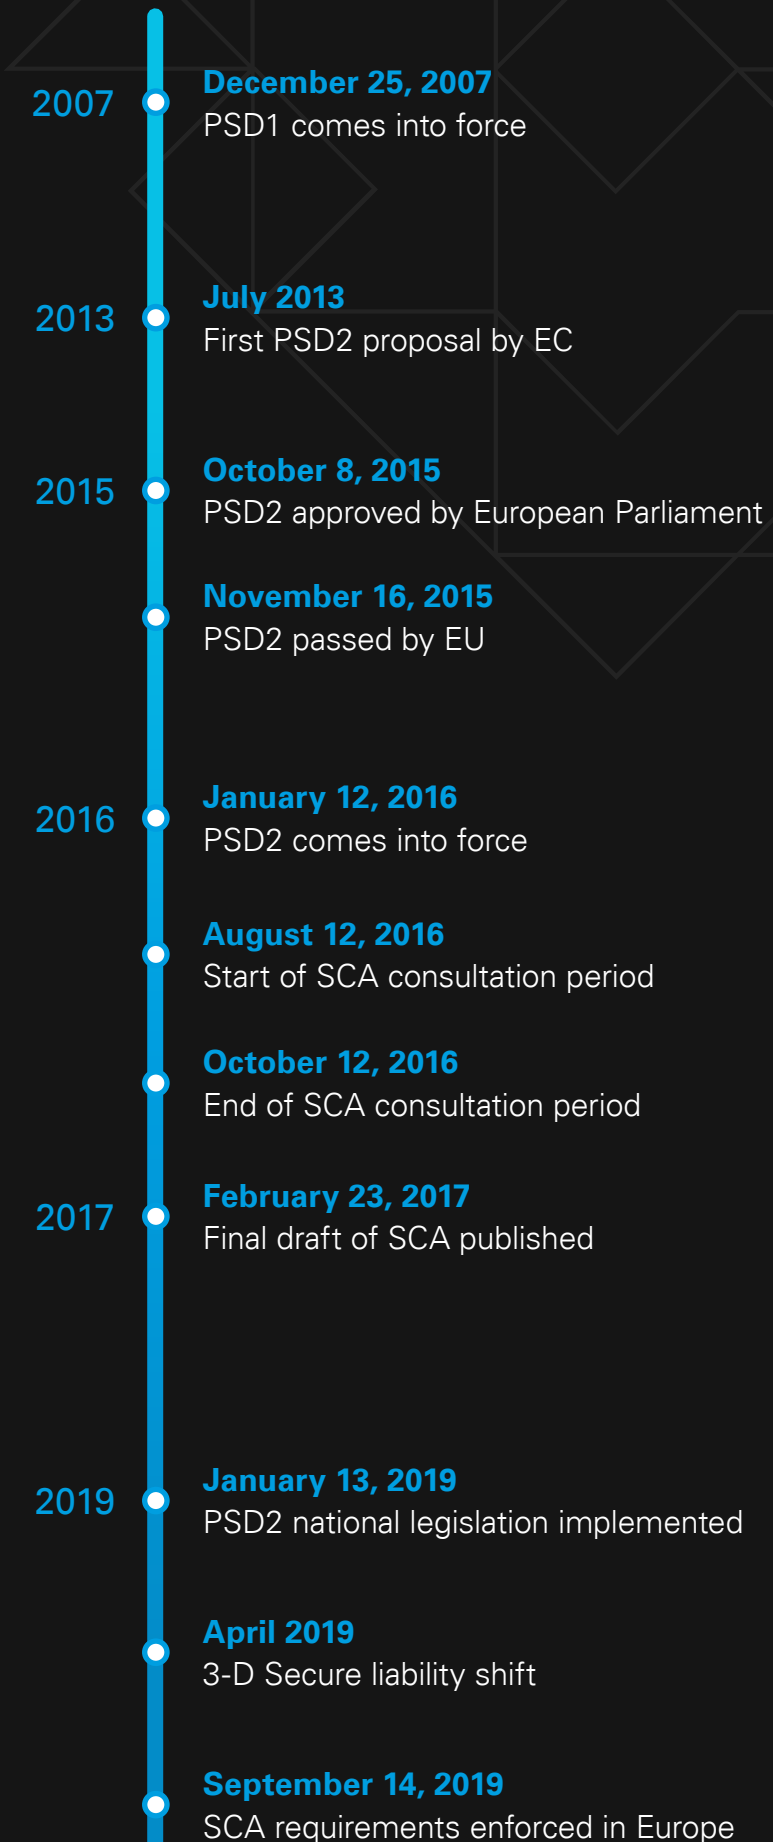 2007
December 25, 2007
PSD1 comes into force
2013
July 2013
First PSD2 proposal by EC
2015
October 8, 2015
PSD2 approved by European Parliament
November 16, 2015
PSD2 passed by EU
2016
January 12, 2016
PSD2 comes into force
August 12, 2016
Start of SCA consultation period
October 12, 2016
End of SCA consultation period
2017
February 23, 2017
Final draft of SCA published
2019
January 13, 2019
PSD2 national legislation implemented
April 2019
3-D Secure liability shift
September 14, 2019
SCA requirements enforced in Europe